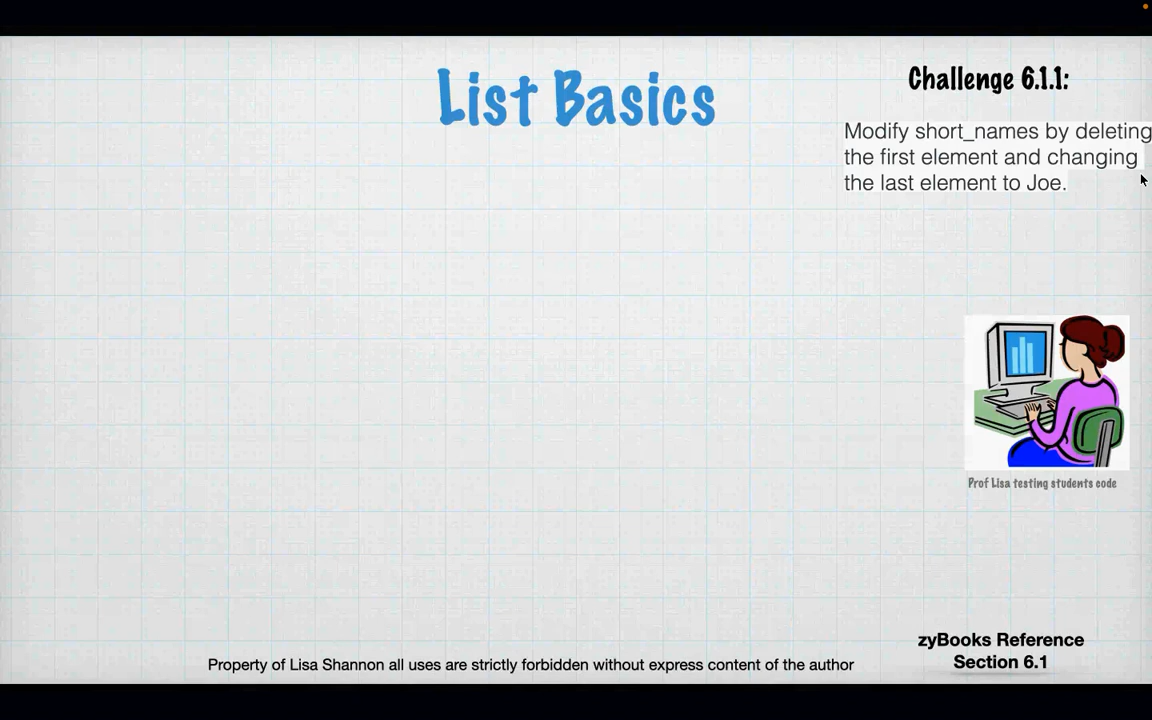 List Basics
Challenge 6.1.1:
Modify short_names by deleting
the first element and changing
the last element to Joe.
Prof Lisa testing students code
zyBooks Reference
Section 6.1
Property of Lisa Shannon all uses are strictly forbidden without express content of the author